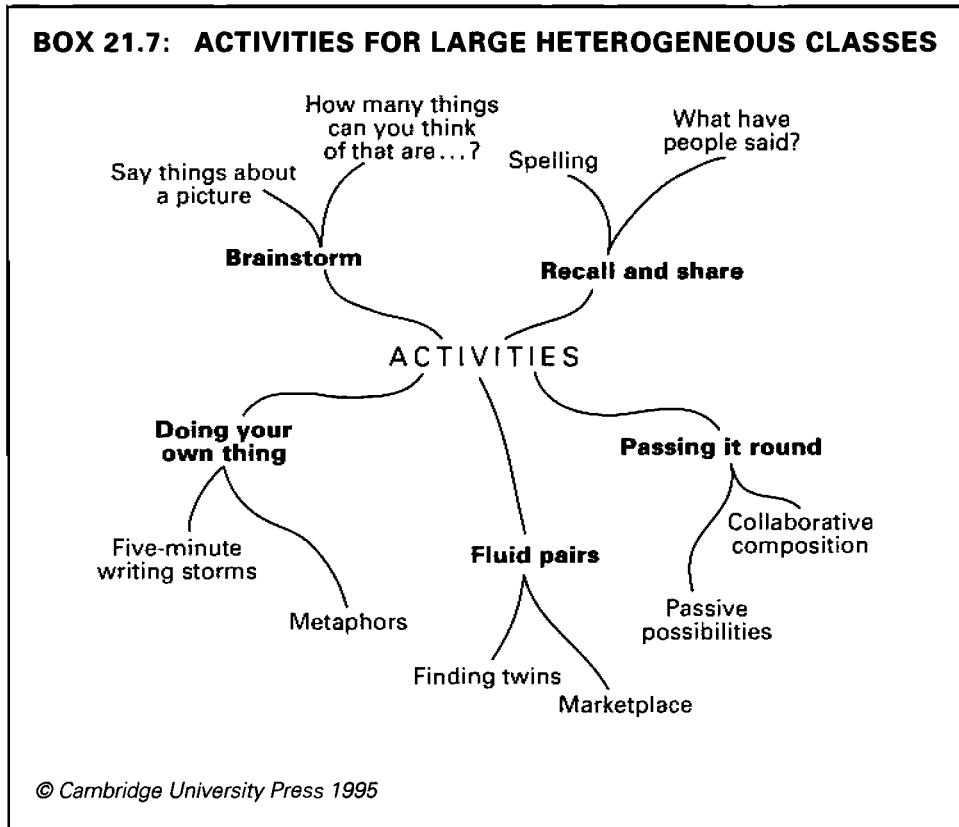 BOX 21.7: ACTIVITIES FOR LARGE HETEROGENEOUS CLASSES
How many things
can you think
of that are...?
Say things about
a picture
Brainstorm
Spelling
What have
people said?
Recall and share
ACTIVITIES
Doing your
own thing
Five-minute
writing storms
Metaphors
Fluid pairs
Finding twins
Marketplace
Passing it round
Collaborative
composition
Passive
possibilities
© Cambridge University Press 1995